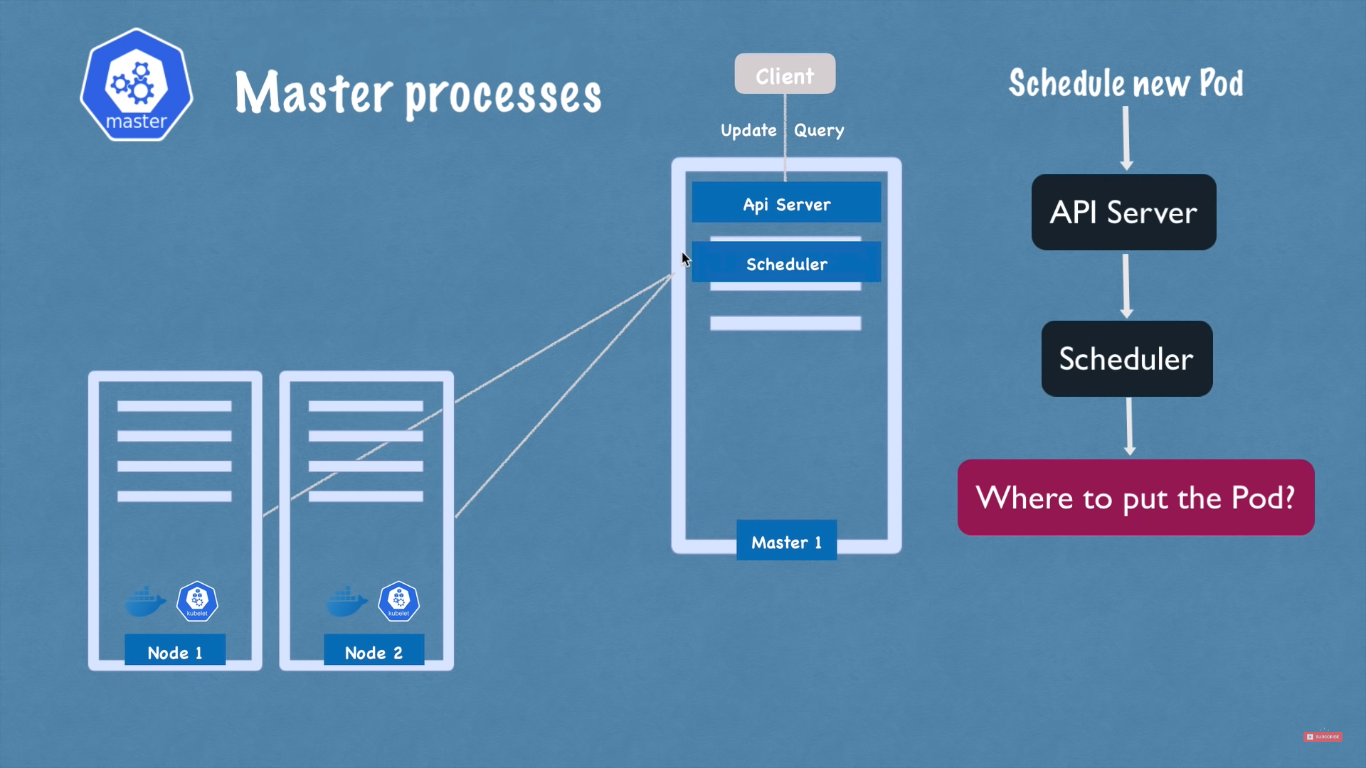 master
Master processes
Client
Update Query
Api Server
Scheduler
Master 1
kubelet
Node 1
kubelet
Node 2
Schedule new Pod
API Server
Scheduler
Where to put the Pod?
SUBSCRIBE